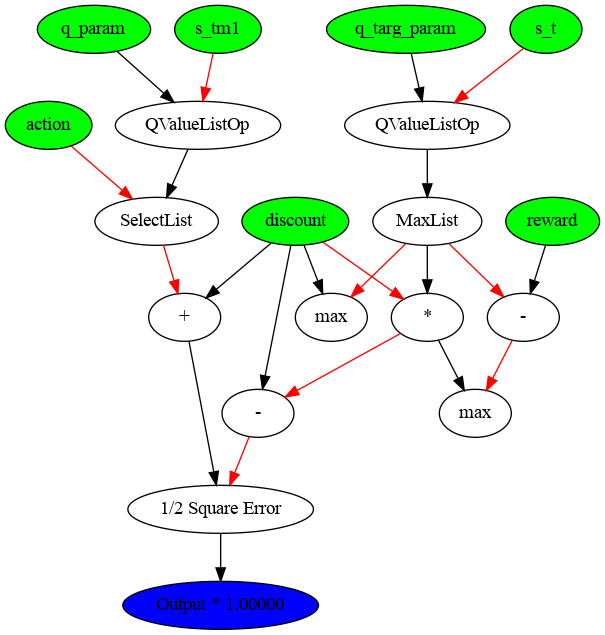 q_param
s_tm1
q_targ_param
s_t
action
QValueListOp
QValueListOp
SelectList
discount
MaxList
reward
+
max
*
-
-
max
1/2 Square Error
Output * 1.00000